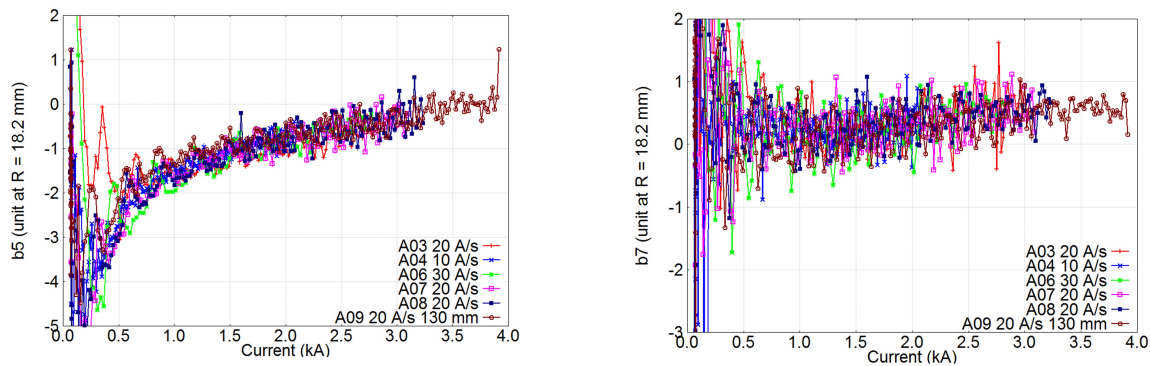 2
1
0
-1
-2
-3
-4
-5
b5 (unit at R = 18.2 mm)
A03 20 A/s
A04 10 A/s
A06 30 A/s
A07 20 A/s
A08 20 A/s
A09 20 A/s 130 mm
0.0 0.5 1.0 1.5 2.0 2.5 3.0 3.5 4.0
Current (kA)
2
1
0
-1
-2
-3
b7 (unit at R = 18.2 mm)
A03 20 A/s
A04 10 A/s
A06 30 A/s
A07 20 A/s
A08 20 A/s
A09 20 A/s 130 mm
0.0 0.5 1.0 1.5 2.0 2.5 3.0 3.5 4.0
Current (kA)